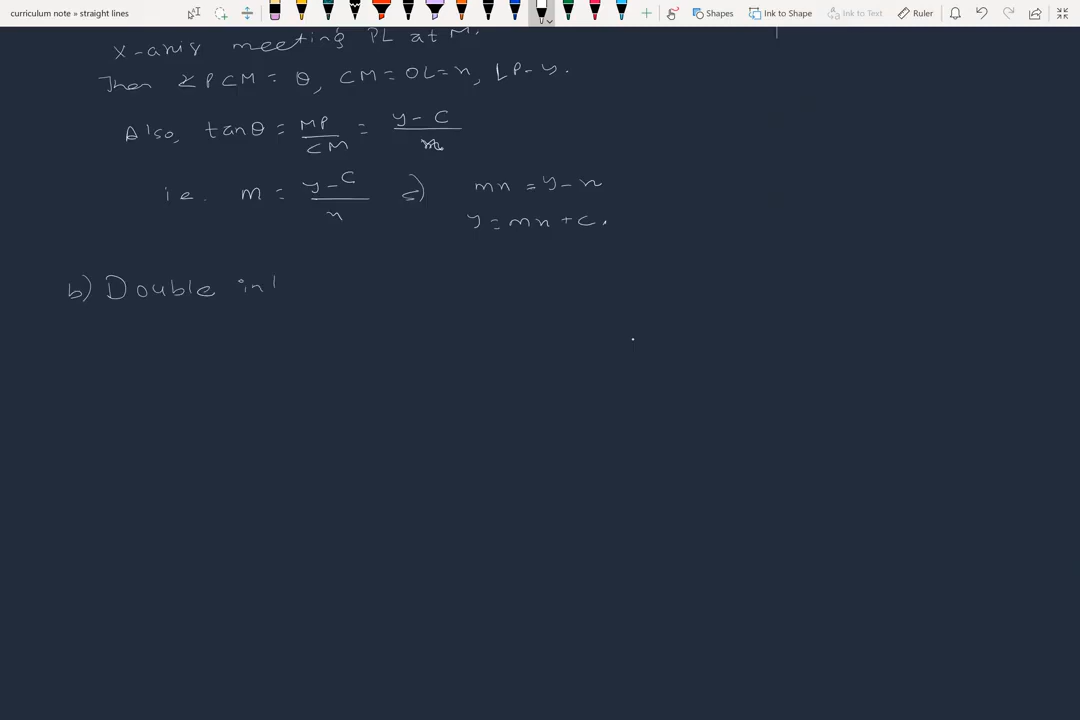 curriculum note » straight lines
Shapes Ink to Shape Ink to Text Ruler
X-axis meeting PL at M.
Then ∠PCM = θ, CM = OL = x, LP = y.
Also, tanθ = MP/CM = y - c/x
i.e. m = y - c/x ⇒ mx = y - x
y = mx + c.
b) Double int